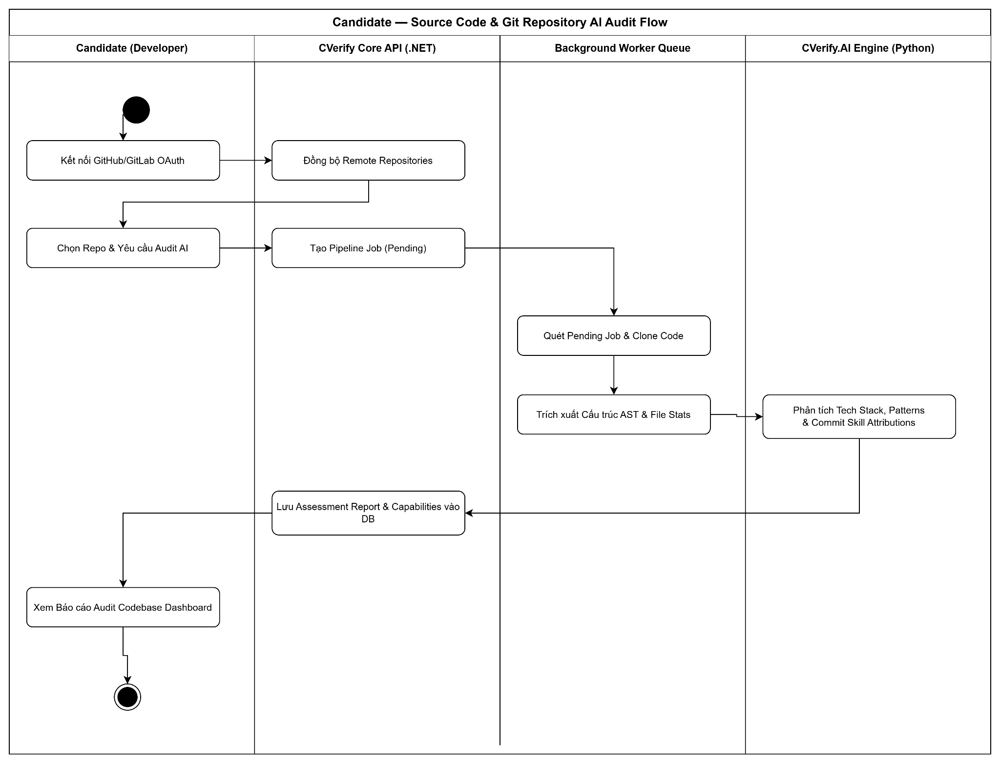 Candidate — Source Code & Git Repository AI Audit Flow
Candidate (Developer)
CVerify Core API (.NET)
Background Worker Queue
CVerify.AI Engine (Python)
Kết nối GitHub/GitLab OAuth
Đồng bộ Remote Repositories
Chọn Repo & Yêu cầu Audit AI
Tạo Pipeline Job (Pending)
Quét Pending Job & Clone Code
Trích xuất Cấu trúc AST & File Stats
Phân tích Tech Stack, Patterns
& Commit Skill Attributions
Lưu Assessment Report & Capabilities vào
DB
Xem Báo cáo Audit Codebase Dashboard